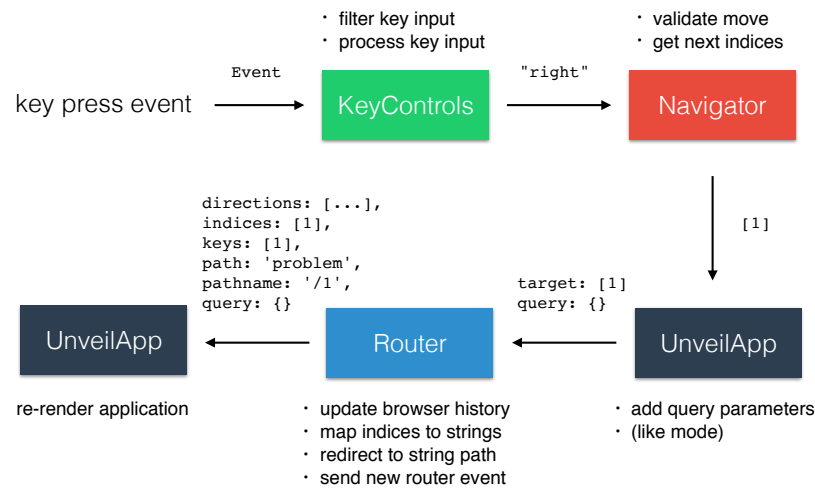 · filter key input
· process key input
· validate move
· get next indices
Event
"right"
key press event
KeyControls
Navigator
[1]
directions: [...],
indices: [1],
keys: [1],
path: 'problem',
pathname: '/1',
query: {}
target: [1]
query: {}
UnveilApp
Router
UnveilApp
re-render application
· update browser history
· map indices to strings
· redirect to string path
· send new router event
· add query parameters
· (like mode)